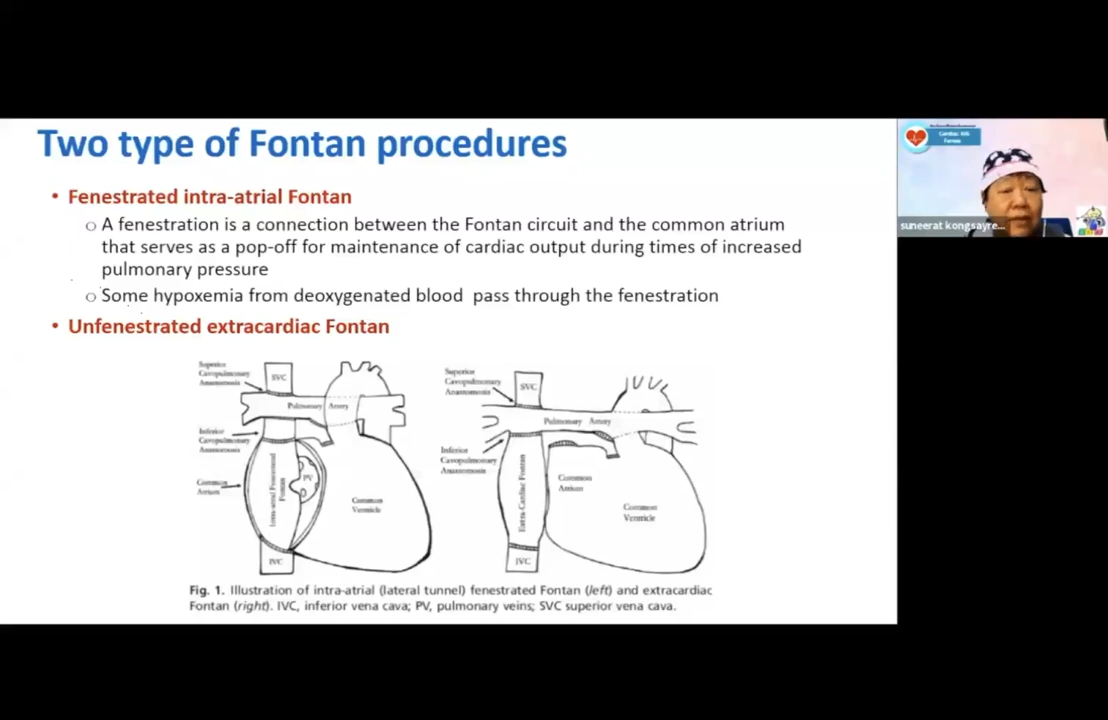 Two type of Fontan procedures
• Fenestrated intra-atrial Fontan
o A fenestration is a connection between the Fontan circuit and the common atrium
that serves as a pop-off for maintenance of cardiac output during times of increased
pulmonary pressure
o Some hypoxemia from deoxygenated blood pass through the fenestration
• Unfenestrated extracardiac Fontan
Superior
Cavopulmonary
Anastomosis
SVC
Pulmonary Artery
Inferior
Cavopulmonary
Anastomosis
Common
Atrium
Intra-atrial Fenestrated
Fontan
PV
Common
Ventricle
IVC
Superior
Cavopulmonary
Anastomosis
SVC
Pulmonary Artery
Inferior
Cavopulmonary
Anastomosis
Extra-Cardiac Fontan
Common
Atrium
Common
Ventricle
IVC
Fig. 1. Illustration of intra-atrial (lateral tunnel) fenestrated Fontan (left) and extracardiac
Fontan (right). IVC, inferior vena cava; PV, pulmonary veins; SVC superior vena cava.
suneerat kongsayre...